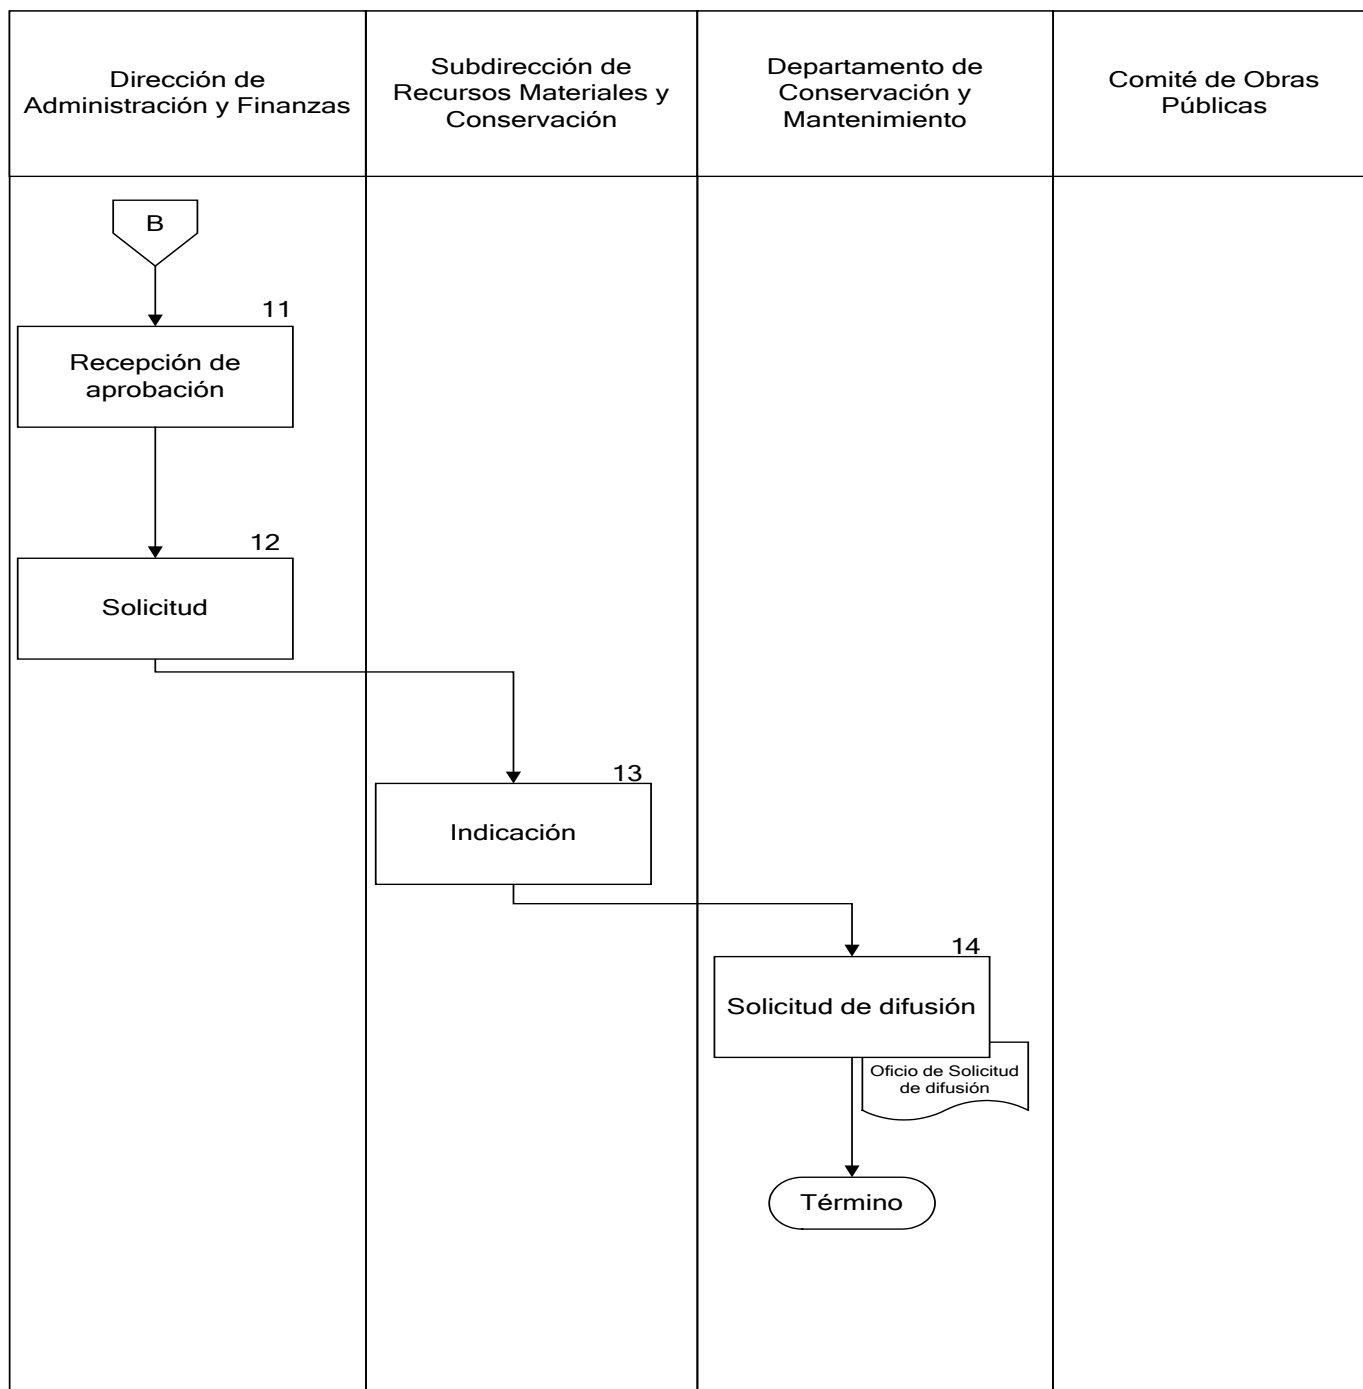 Dirección de
Administración y Finanzas
Subdirección de
Recursos Materiales y
Conservación
Departamento de
Conservación y
Mantenimiento
Comité de Obras
Públicas
B
11
Recepción de
aprobación
12
Solicitud
13
Indicación
14
Solicitud de difusión
Oficio de Solicitud
de difusión
Término